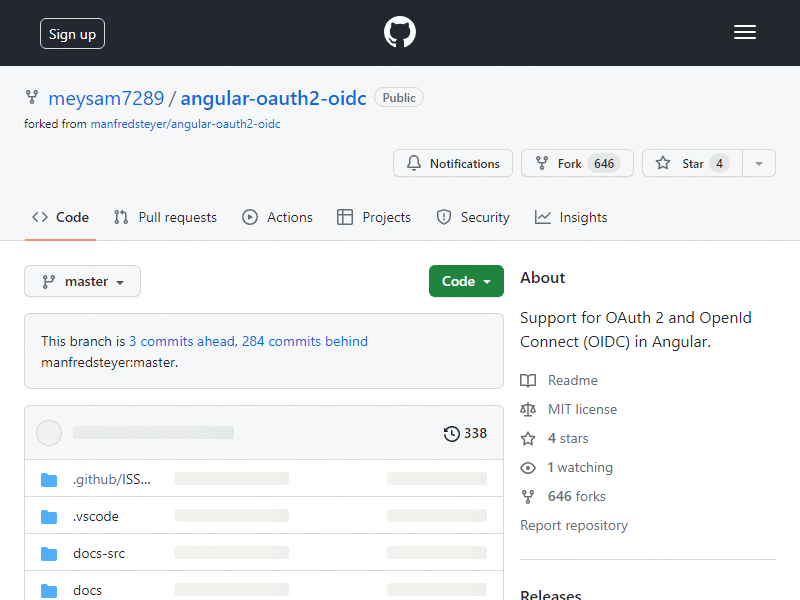 Sign up
meysam7289 / angular-oauth2-oidc Public
forked from manfredsteyer/angular-oauth2-oidc
Notifications Fork 646 Star 4
Code Pull requests Actions Projects Security Insights
master Code
This branch is 3 commits ahead, 284 commits behind
manfredsteyer:master.
338
.github/ISS...
.vscode
docs-src
docs
About
Support for OAuth 2 and OpenId
Connect (OIDC) in Angular.
Readme
MIT license
4 stars
1 watching
646 forks
Report repository
Releases